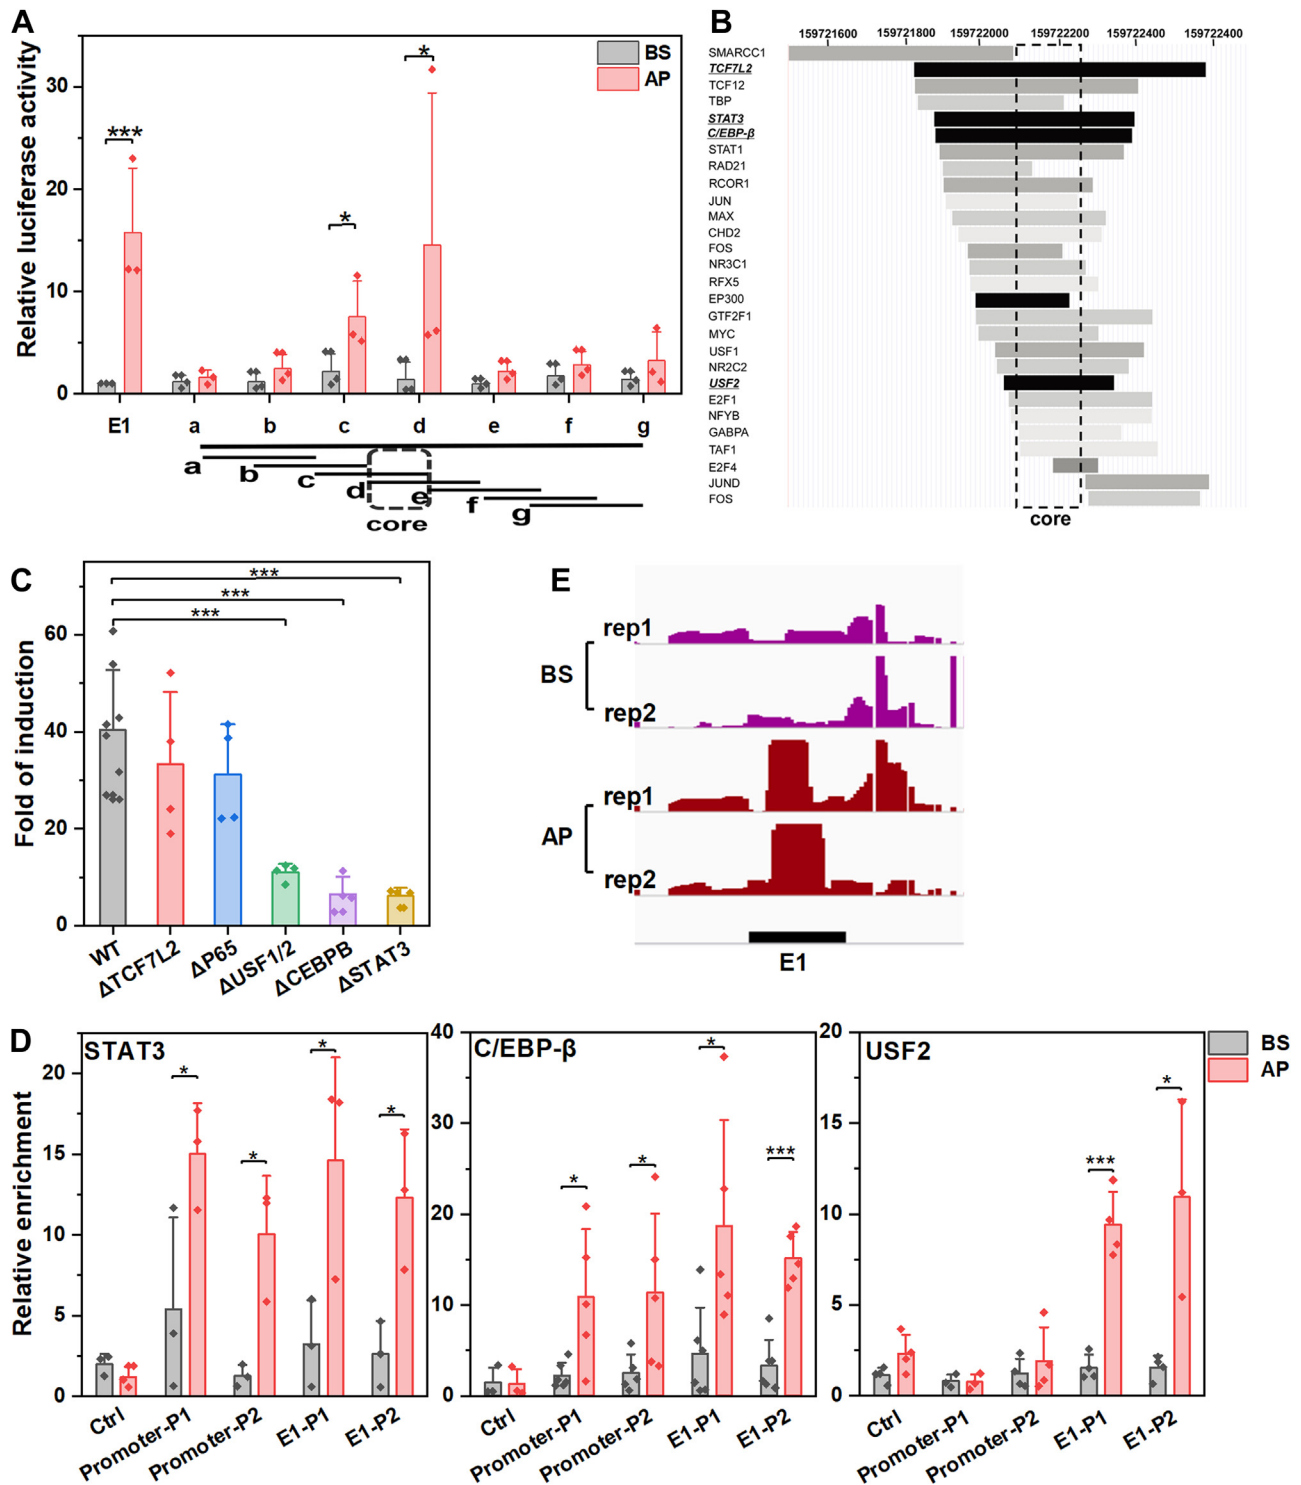 A
Relative luciferase activity
30
20
10
0
***
*
*
BS
AP
E1 a b c d e f g
a
b
c
d
e
f
g
core
B
159721600 159721800 159722000 159722200 159722400
SMARCC1
TCF7L2
TCF12
TBP
STAT3
C/EBP-β
STAT1
RAD21
RCOR1
JUN
MAX
CHD2
FOS
NR3C1
RFX5
EP300
GTF2F1
MYC
USF1
NR2C2
USF2
E2F1
NFYB
GABPA
TAF1
E2F4
JUND
FOS
core
C
Fold of induction
60
40
20
0
***
***
***
WT
ΔTCF7L2
ΔP65
ΔUSF1/2
ΔCEBPB
ΔSTAT3
E
BS
rep1
rep2
AP
rep1
rep2
E1
D
Relative enrichment
STAT3
20
15
10
5
0
*
*
*
*
Ctrl
Promoter-P1
Promoter-P2
E1-P1
E1-P2
C/EBP-β
40
30
20
10
0
*
*
*
***
Ctrl
Promoter-P1
Promoter-P2
E1-P1
E1-P2
USF2
20
15
10
5
0
***
*
Ctrl
Promoter-P1
Promoter-P2
E1-P1
E1-P2
BS
AP